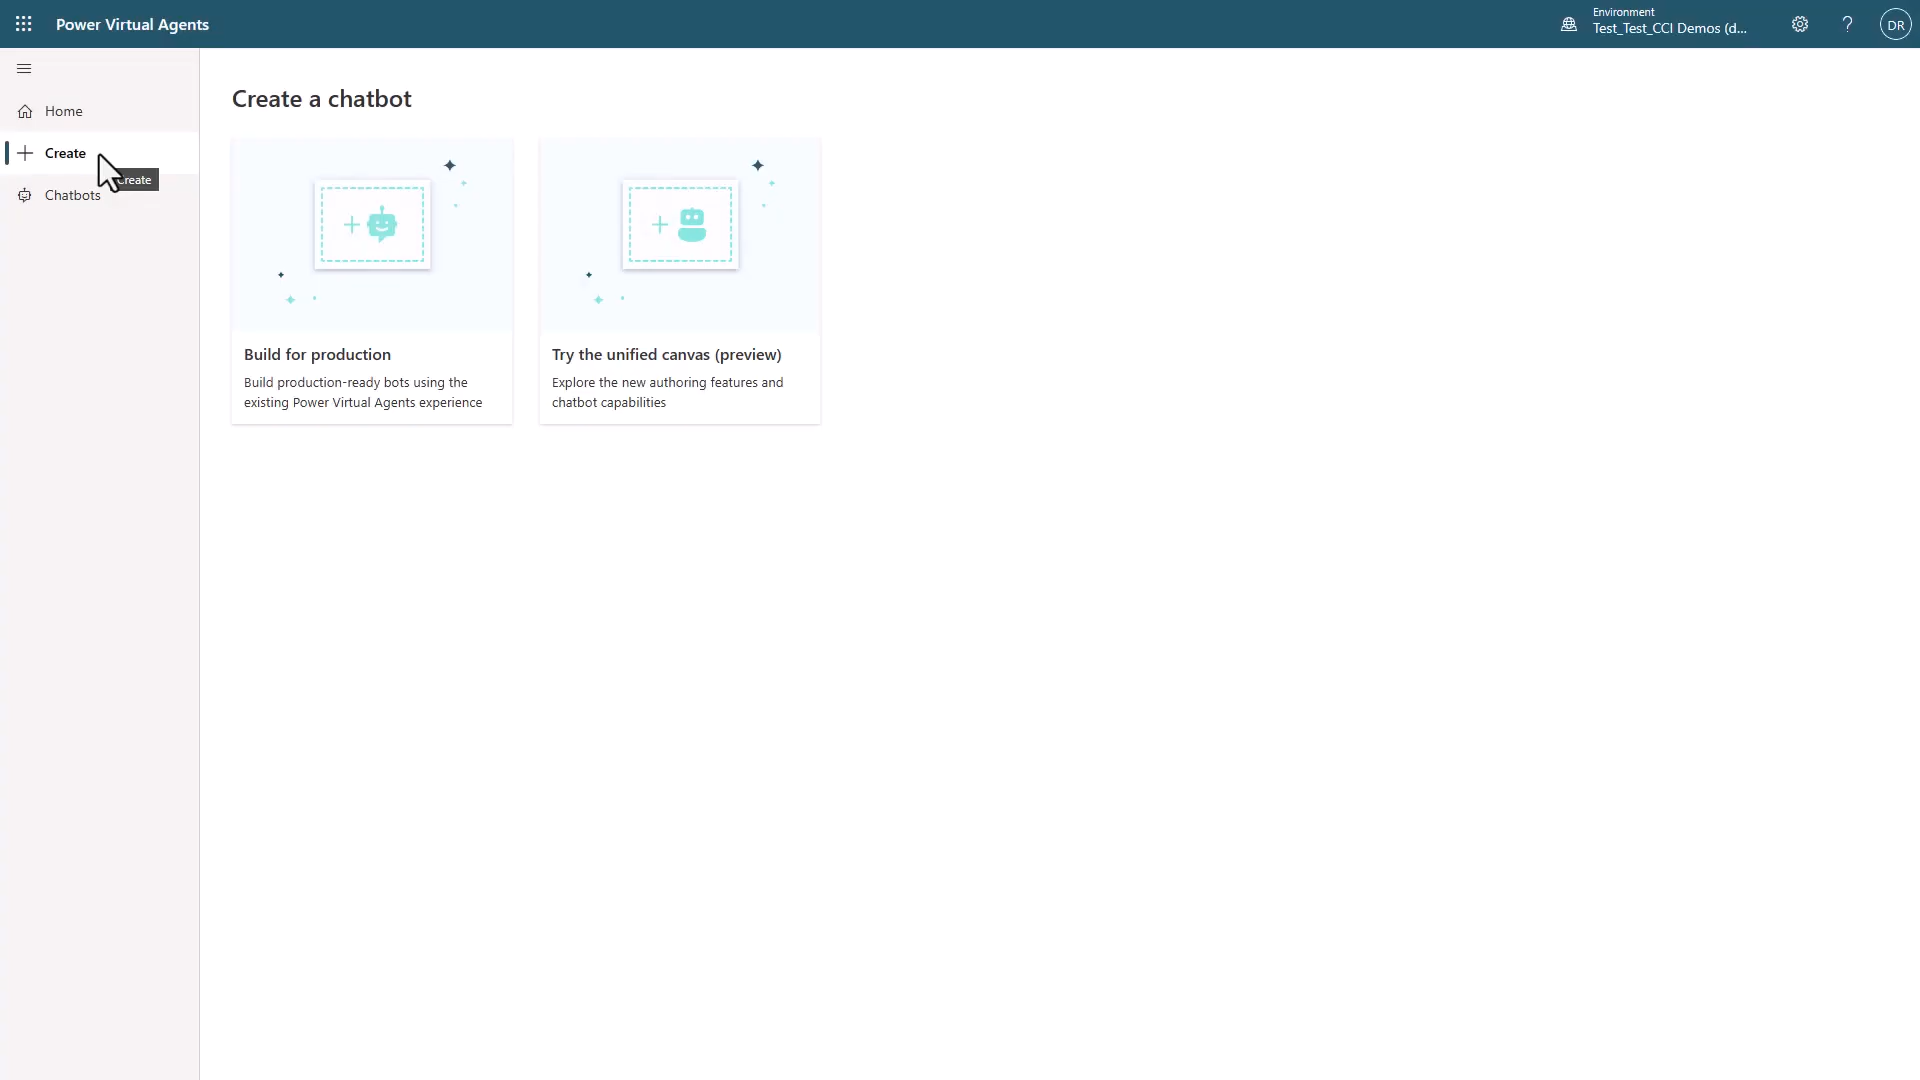 Power Virtual Agents
Environment
Test_Test_CCI Demos (d...
?
DR
Home
Create
Create
Chatbots
Create a chatbot
Build for production
Build production-ready bots using the
existing Power Virtual Agents experience
Try the unified canvas (preview)
Explore the new authoring features and
chatbot capabilities